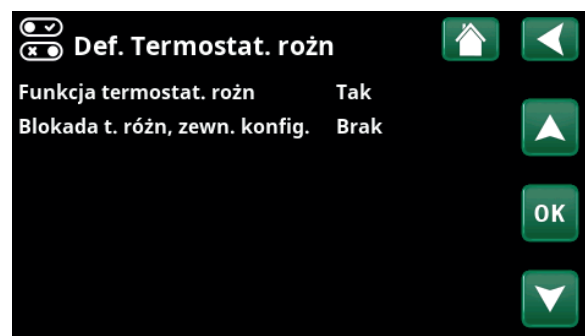 Def. Termostat. rożn
Funkcja termostat. rożn Tak
Blokada t. różn, zewn. konfig. Brak
OK